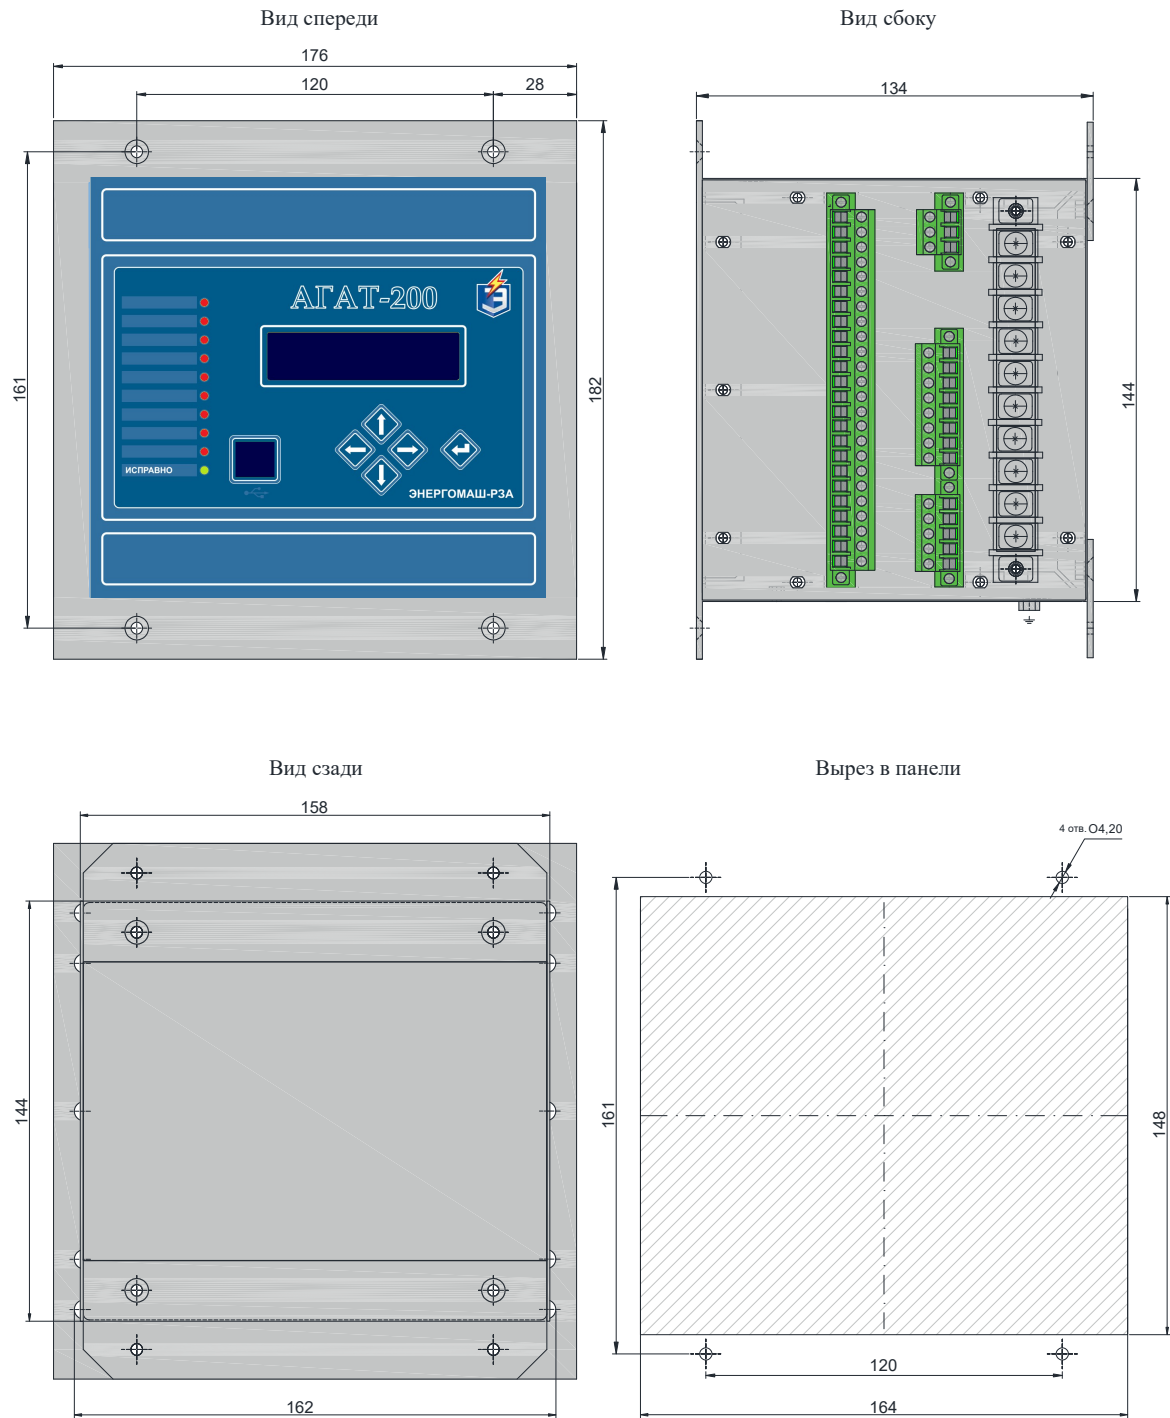 Вид спереди
Вид сбоку
176
120
28
134
АГАТ-200
161
182
144
ИСПРАВНО
ЭНЕРГОМАШ-РЗА
Вид сзади
Вырез в панели
158
4 отв. O4,20
144
161
148
120
162
164